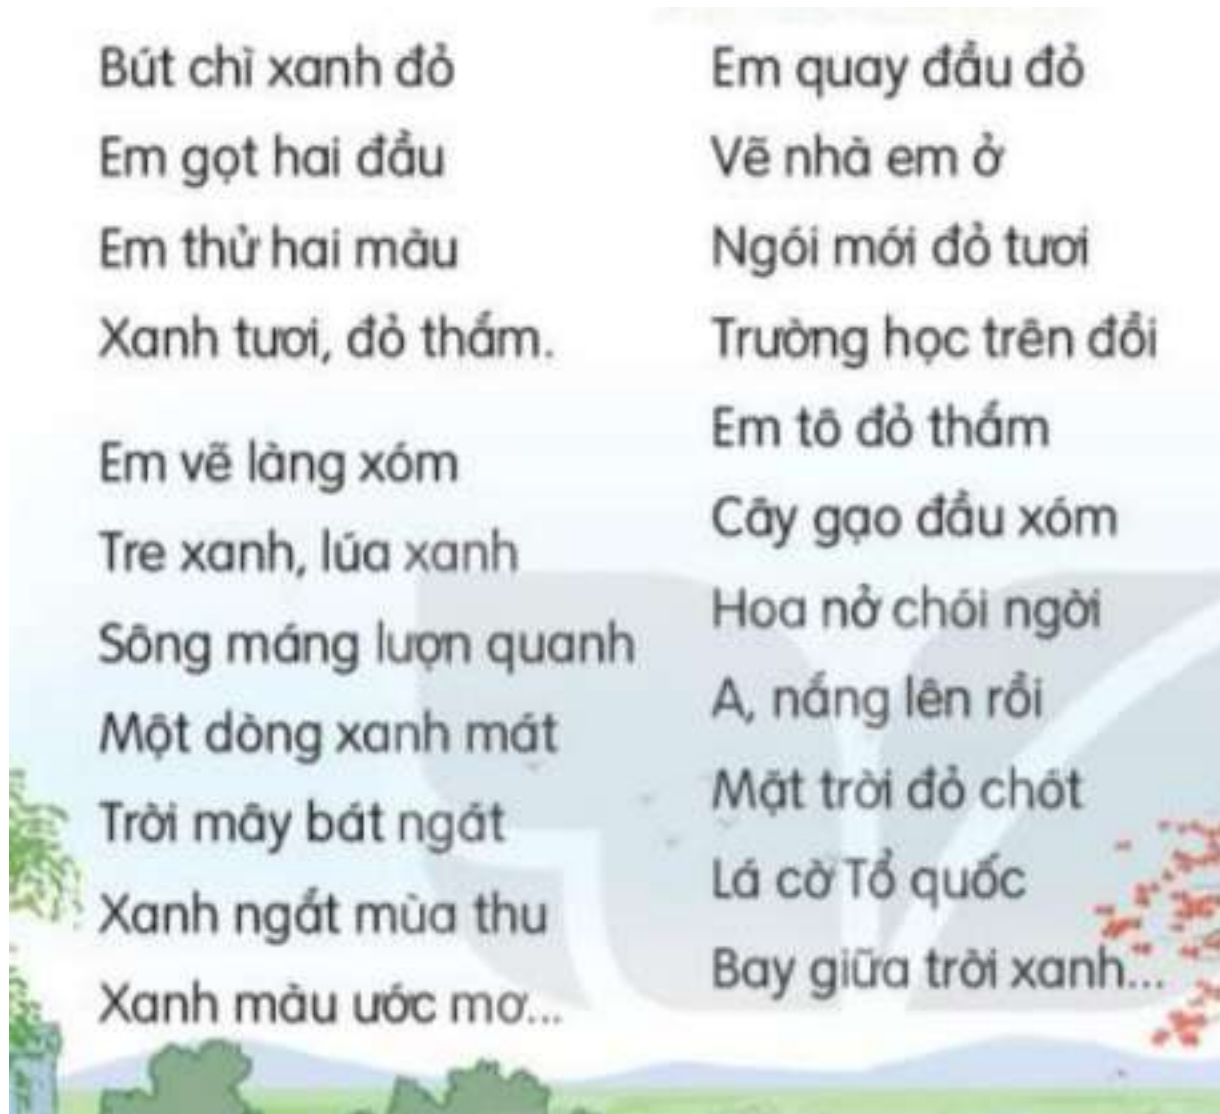 Bút chì xanh đỏ
Em gọt hai đầu
Em thử hai màu
Xanh tươi, đỏ thắm.
Em vẽ làng xóm
Tre xanh, lúa xanh
Sông máng lượn quanh
Một dòng xanh mát
Trời mây bát ngát
Xanh ngắt mùa thu
Xanh màu ước mơ...
Em quay đầu đỏ
Vẽ nhà em ở
Ngói mới đỏ tươi
Trường học trên đồi
Em tô đỏ thắm
Cây gạo đầu xóm
Hoa nở chói ngời
A, nắng lên rồi
Mặt trời đỏ chót
Lá cờ Tổ quốc
Bay giữa trời xanh...